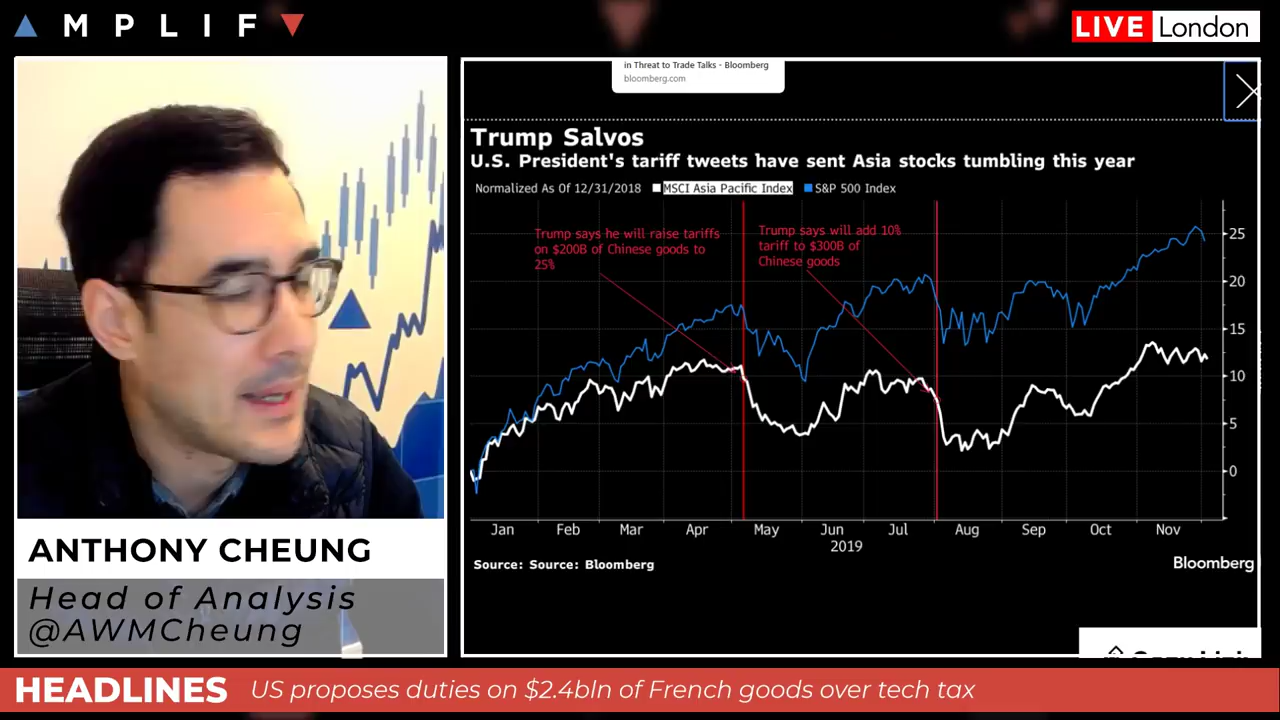 AMPLIFY
LIVE London
in Threat to Trade Talks - Bloomberg
bloomberg.com
Trump Salvos
U.S. President's tariff tweets have sent Asia stocks tumbling this year
Normalized As Of 12/31/2018 MSCI Asia Pacific Index S&P 500 Index
Trump says he will raise tariffs
on $200B of Chinese goods to
25%
Trump says will add 10%
tariff to $300B of
Chinese goods
25
20
15
10
5
0
Jan Feb Mar Apr May Jun Jul Aug Sep Oct Nov
2019
Source: Source: Bloomberg
Bloomberg
ANTHONY CHEUNG
Head of Analysis
@AWMCheung
HEADLINES US proposes duties on $2.4bln of French goods over tech tax